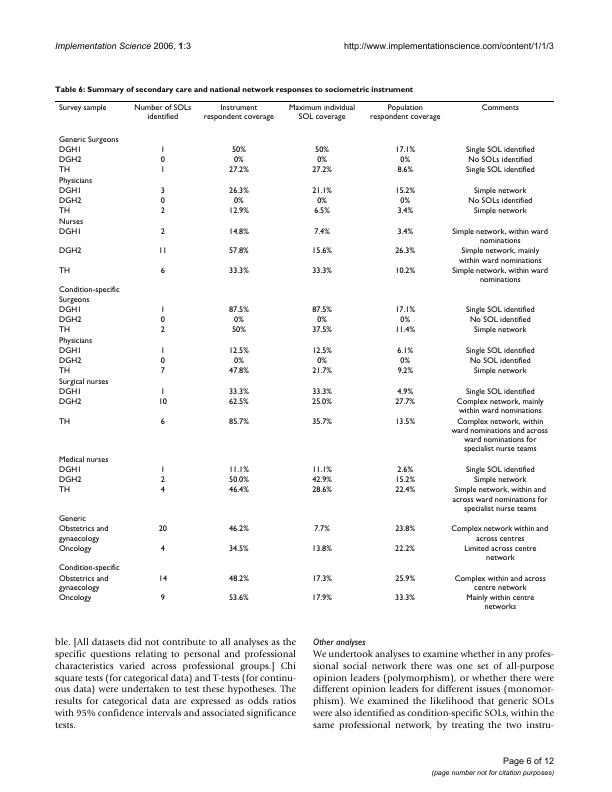 Implementation Science 2006, 1:3 http://www.implementationscience.com/content/1/1/3
Table 6: Summary of secondary care and national network responses to sociometric instrument
Survey sample Number of SOLs identified Instrument respondent coverage Maximum individual SOL coverage Population respondent coverage Comments
Generic Surgeons
DGH1 1 50% 50% 17.1% Single SOL identified
DGH2 0 0% 0% 0% No SOLs identified
TH 1 27.2% 27.2% 8.6% Single SOL identified
Physicians
DGH1 3 26.3% 21.1% 15.2% Simple network
DGH2 0 0% 0% 0% No SOLs identified
TH 2 12.9% 6.5% 3.4% Simple network
Nurses
DGH1 2 14.8% 7.4% 3.4% Simple network, within ward nominations
DGH2 11 57.8% 15.6% 26.3% Simple network, mainly within ward nominations
TH 6 33.3% 33.3% 10.2% Simple network, within ward nominations
Condition-specific
Surgeons
DGH1 1 87.5% 87.5% 17.1% Single SOL identified
DGH2 0 0% 0% 0% No SOL identified
TH 2 50% 37.5% 11.4% Simple network
Physicians
DGH1 1 12.5% 12.5% 6.1% Single SOL identified
DGH2 0 0% 0% 0% No SOL identified
TH 7 47.8% 21.7% 9.2% Simple network
Surgical nurses
DGH1 1 33.3% 33.3% 4.9% Single SOL identified
DGH2 10 62.5% 25.0% 27.7% Complex network, mainly within ward nominations
TH 6 85.7% 35.7% 13.5% Complex network, within ward nominations and across ward nominations for specialist nurse teams
Medical nurses
DGH1 1 11.1% 11.1% 2.6% Single SOL identified
DGH2 2 50.0% 42.9% 15.2% Simple network
TH 4 46.4% 28.6% 22.4% Simple network, within and across ward nominations for specialist nurse teams
Generic
Obstetrics and gynaecology 20 46.2% 7.7% 23.8% Complex network within and across centres
Oncology 4 34.5% 13.8% 22.2% Limited across centre network
Condition-specific
Obstetrics and gynaecology 14 48.2% 17.3% 25.9% Complex within and across centre network
Oncology 9 53.6% 17.9% 33.3% Mainly within centre networks
ble. [All datasets did not contribute to all analyses as the
specific questions relating to personal and professional
characteristics varied across professional groups.] Chi
square tests (for categorical data) and T-tests (for continu-
ous data) were undertaken to test these hypotheses. The
results for categorical data are expressed as odds ratios
with 95% confidence intervals and associated significance
tests.
Other analyses
We undertook analyses to examine whether in any profes-
sional social network there was one set of all-purpose
opinion leaders (polymorphism), or whether there were
different opinion leaders for different issues (monomor-
phism). We examined the likelihood that generic SOLs
were also identified as condition-specific SOLs, within the
same professional network, by treating the two instru-
Page 6 of 12
(page number not for citation purposes)